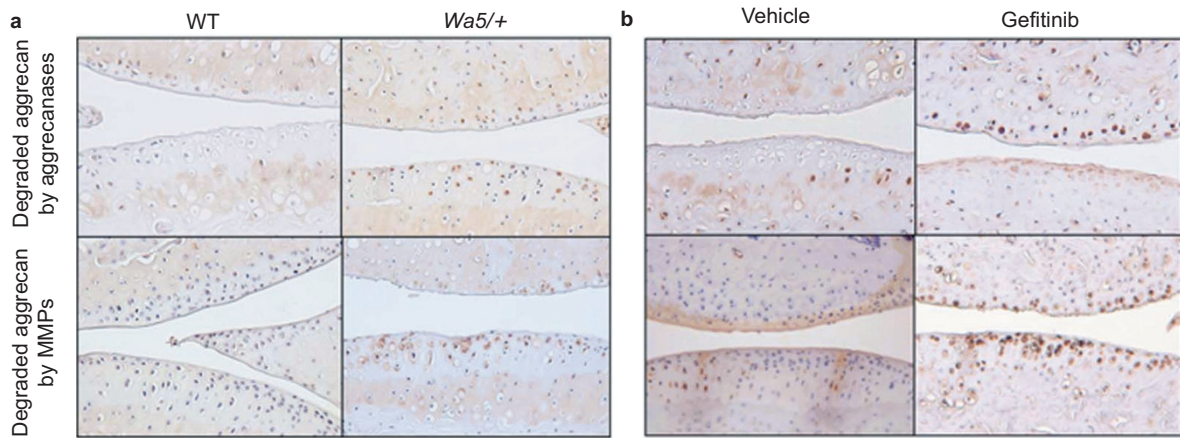 a
WT
Wa5/+
b
Vehicle
Gefitinib
Degraded aggrecan
by aggrecanases
Degraded aggrecan
by MMPs